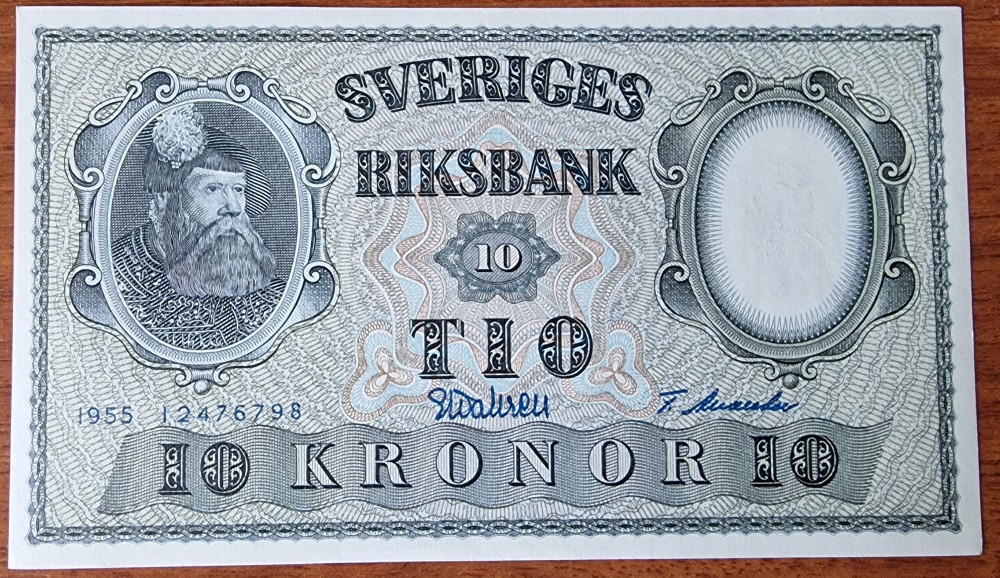 SVERIGES
RIKSBANK
10
TIO
1955 12476798
10 KRONOR 10